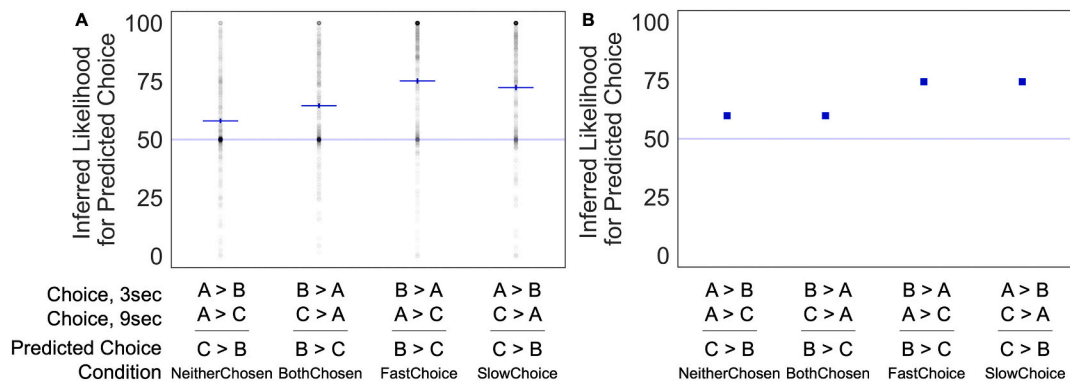 A
Inferred Likelihood
for Predicted Choice
100
75
50
25
0
Choice, 3sec
A > B
B > A
B > A
A > B
Choice, 9sec
A > C
C > A
A > C
C > A
Predicted Choice
C > B
B > C
B > C
C > B
Condition
NeitherChosen
BothChosen
FastChoice
SlowChoice
B
Inferred Likelihood
for Predicted Choice
100
75
50
25
0
A > B
B > A
B > A
A > B
A > C
C > A
A > C
C > A
C > B
B > C
B > C
C > B
NeitherChosen
BothChosen
FastChoice
SlowChoice